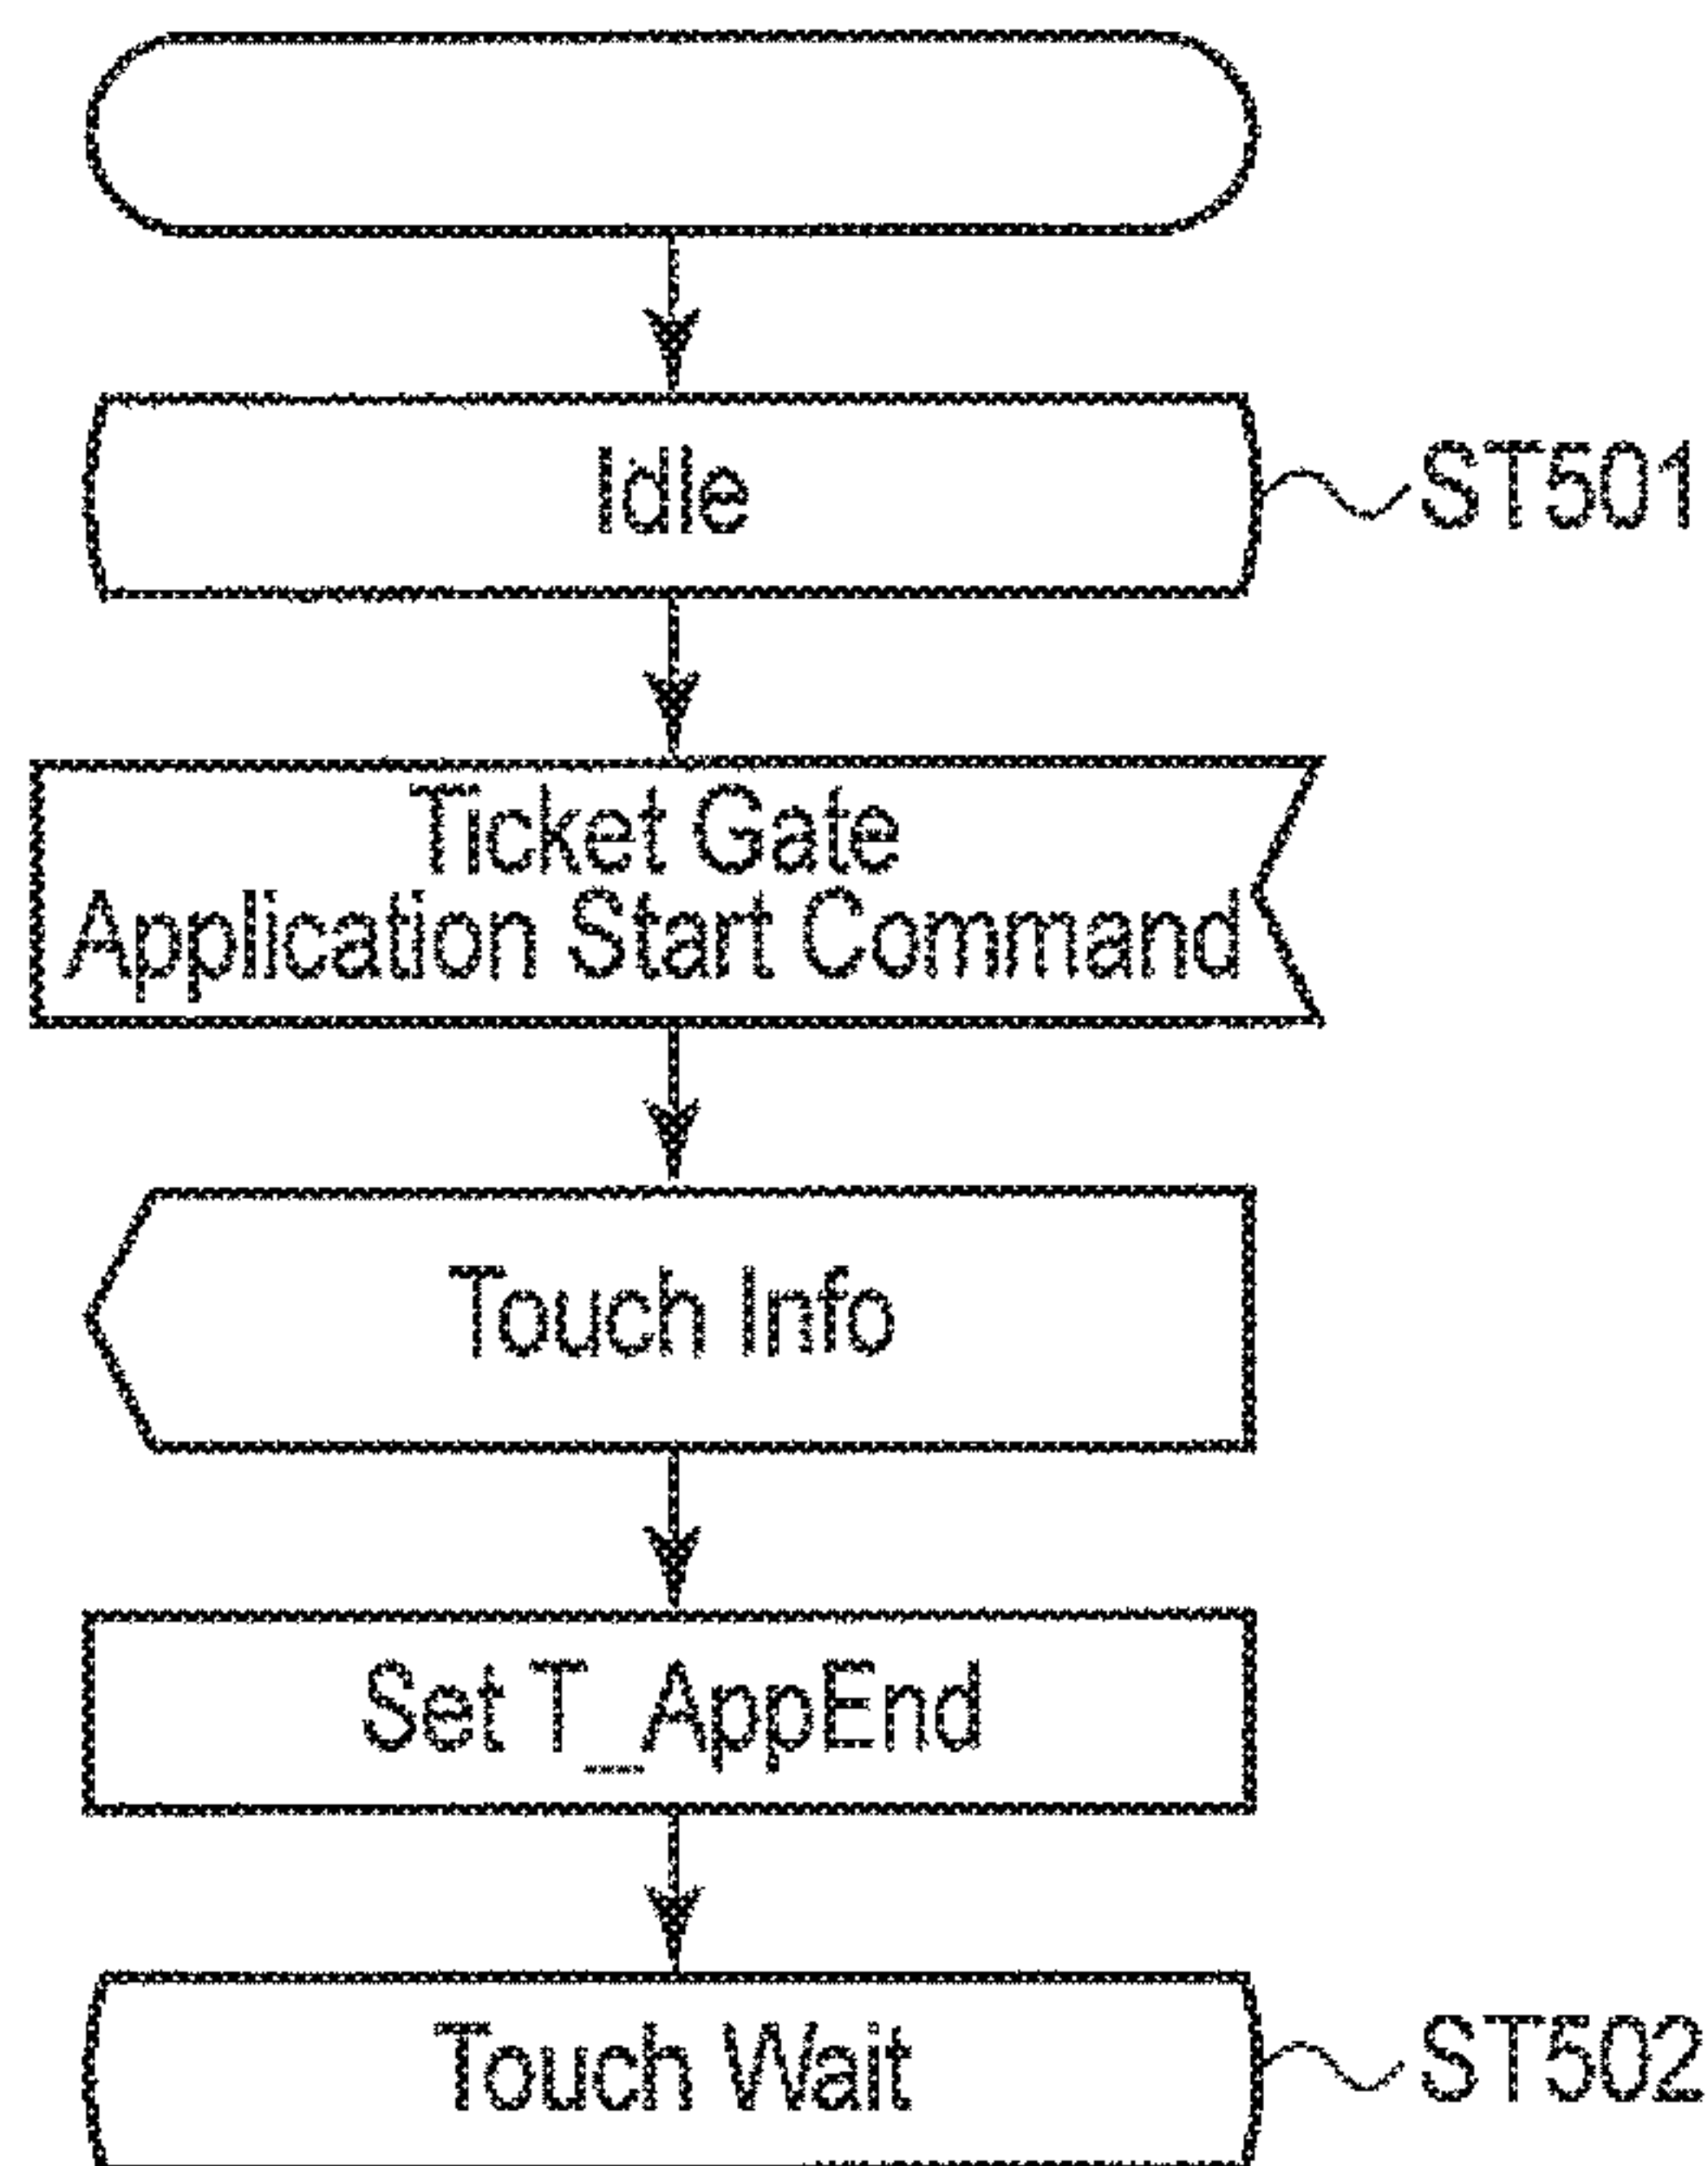 Idle
ST501
Ticket Gate
Application Start Command
Touch Info
Set T_AppEnd
Touch Wait
ST502